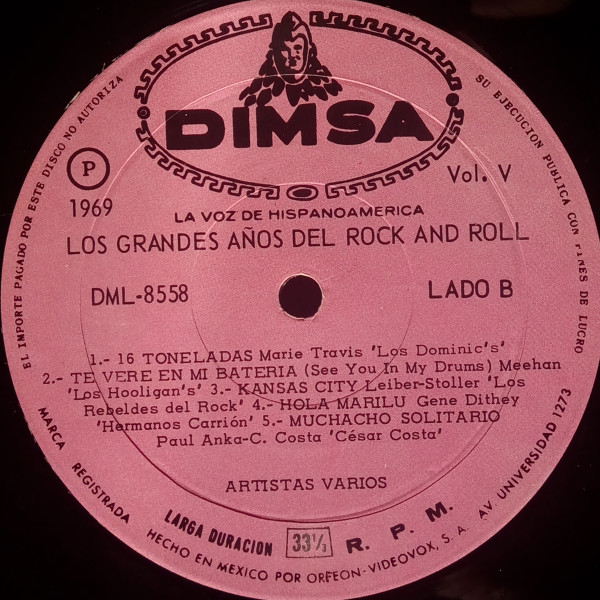 DIMSA
P
1969
Vol. V
LA VOZ DE HISPANOAMERICA
LOS GRANDES AÑOS DEL ROCK AND ROLL
DML-8558
LADO B
1.- 16 TONELADAS Marie Travis 'Los Dominic's'
2.- TE VERE EN MI BATERIA (See You In My Drums) Meehan
'Los Hooligan's' 3.- KANSAS CITY Leiber-Stoller 'Los
Rebeldes del Rock' 4.- HOLA MARILU Gene Dithey
'Hermanos Carrión' 5.- MUCHACHO SOLITARIO
Paul Anka-C. Costa 'César Costa'
ARTISTAS VARIOS
LARGA DURACION 33⅓ R. P. M.
EL IMPORTE PAGADO POR ESTE DISCO NO AUTORIZA
SU EJECUCION PUBLICA CON FINES DE LUCRO
MARCA REGISTRADA HECHO EN MEXICO POR ORFEON-VIDEOVOX, S. A. AV. UNIVERSIDAD 1273